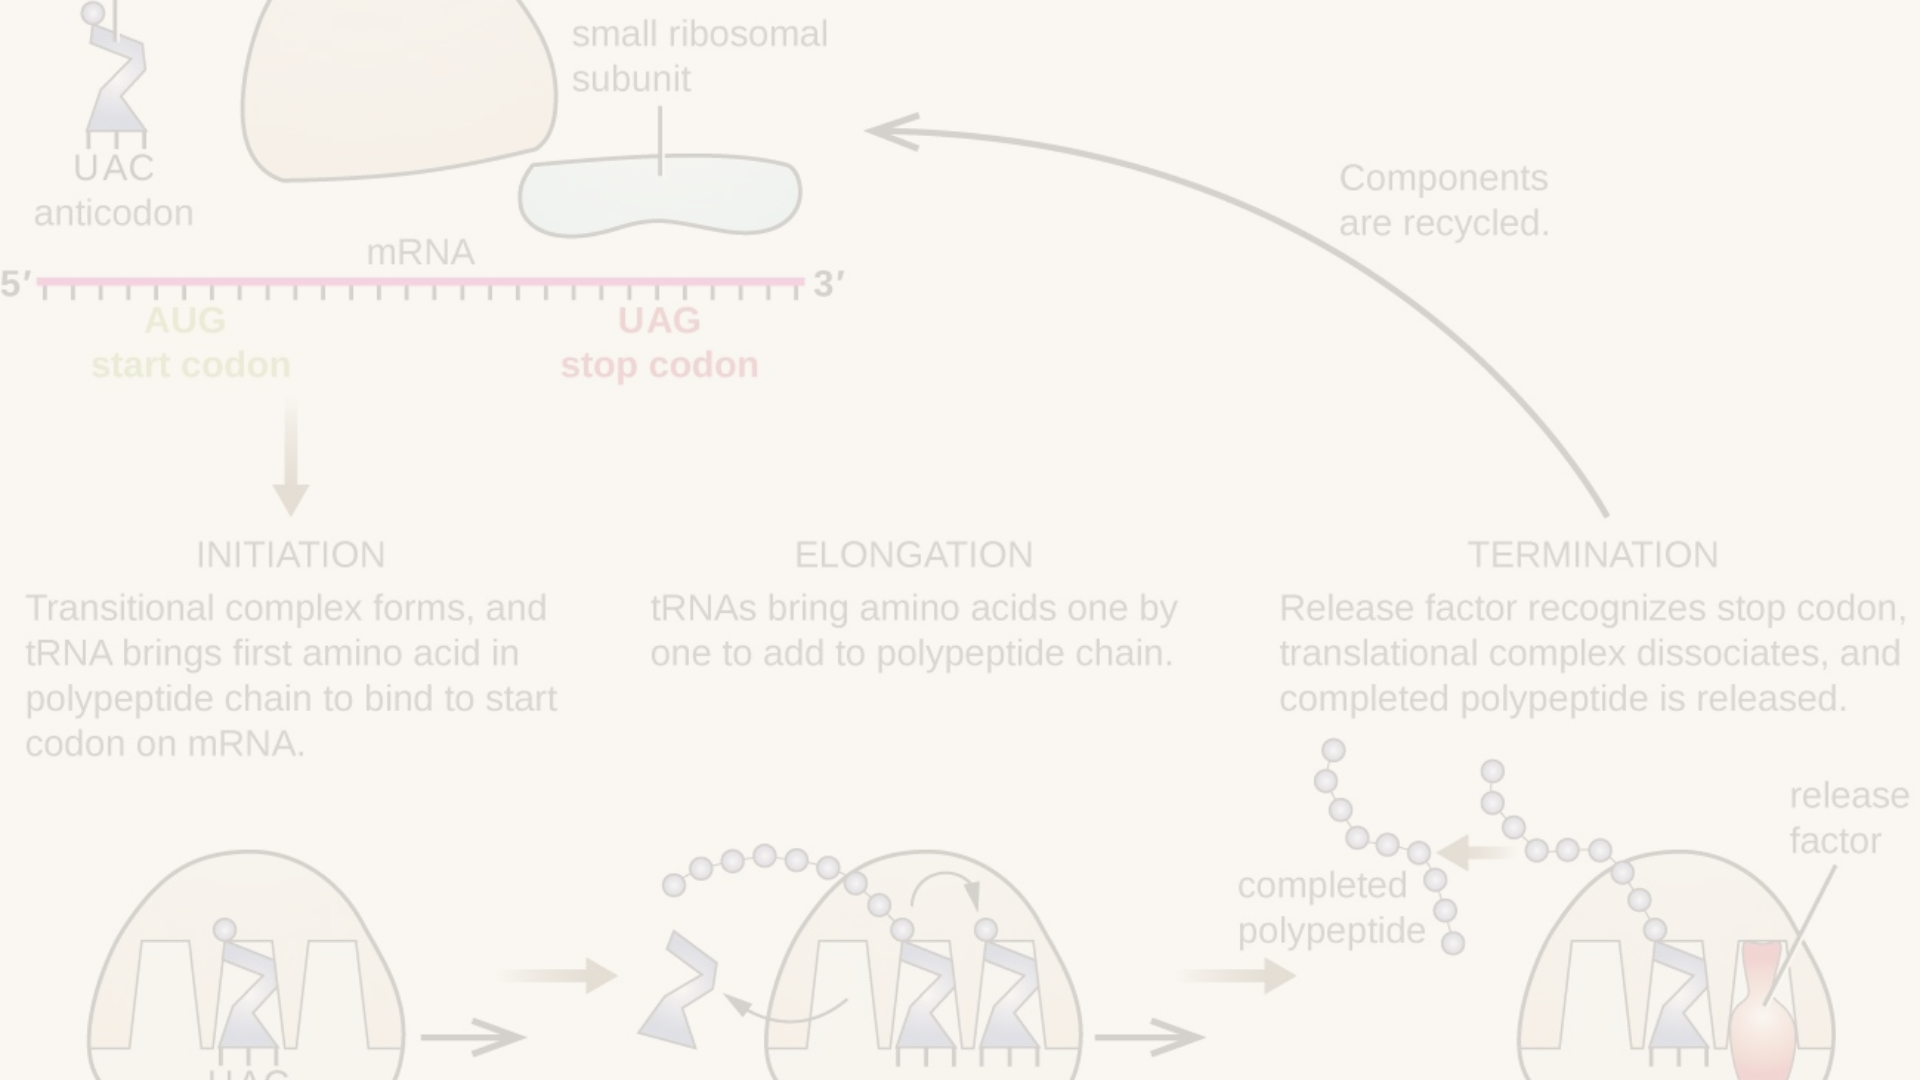 small ribosomal
subunit
UAC
anticodon
mRNA
5′
3′
AUG
start codon
UAG
stop codon
Components
are recycled.
INITIATION
Transitional complex forms, and
tRNA brings first amino acid in
polypeptide chain to bind to start
codon on mRNA.
ELONGATION
tRNAs bring amino acids one by
one to add to polypeptide chain.
TERMINATION
Release factor recognizes stop codon,
translational complex dissociates, and
completed polypeptide is released.
release
factor
completed
polypeptide
UAC